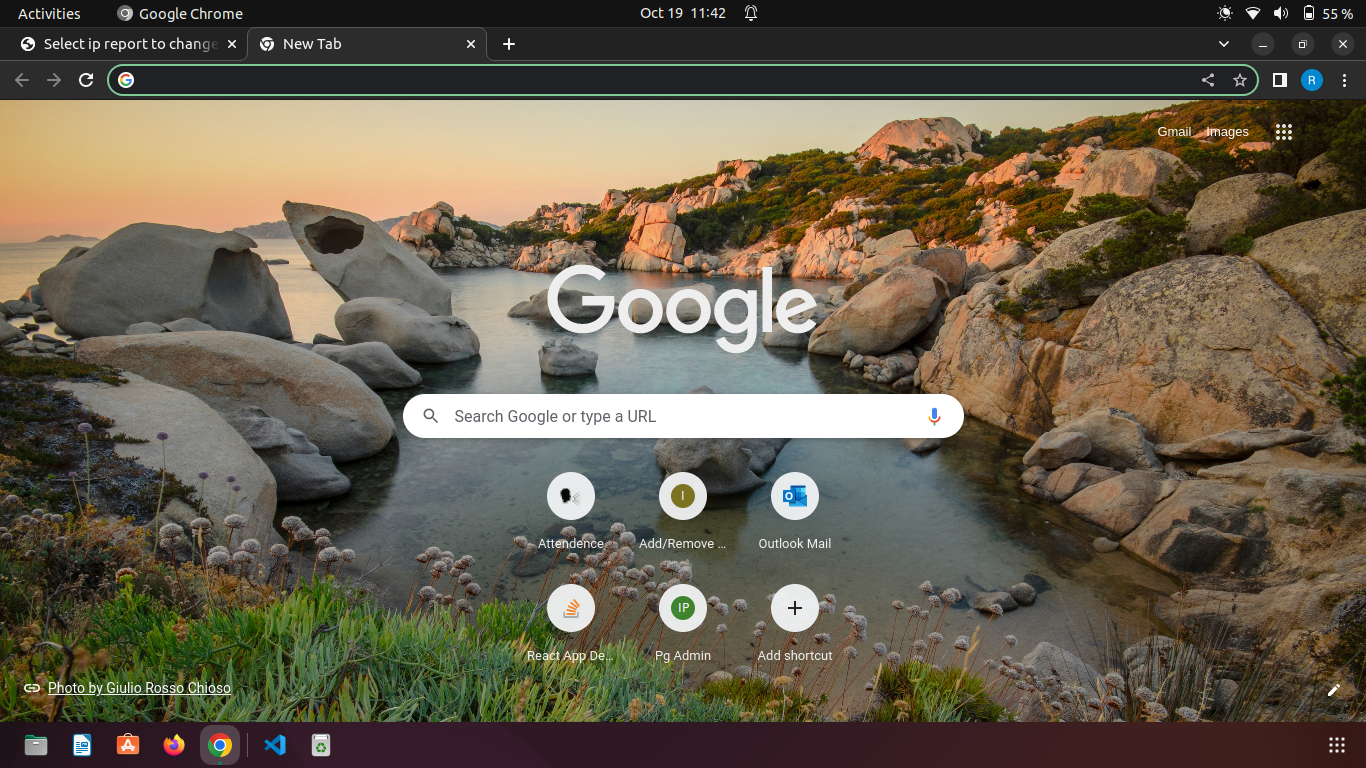 Activities
Google Chrome
Oct 19 11:42
55 %
Select ip report to change
New Tab
R
Gmail
Images
Google
Search Google or type a URL
I
Attendence
Add/Remove ...
Outlook Mail
IP
React App De...
Pg Admin
Add shortcut
Photo by Giulio Rosso Chioso